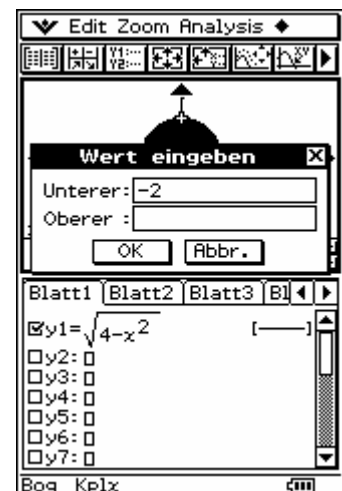 Edit Zoom Analysis ◆
Wert eingeben X
Unterer: -2
Oberer :
OK Abbr.
Blatt1 Blatt2 Blatt3 Bl
y1=√(4-x²) [—]
y2:
y3:
y4:
y5:
y6:
y7:
Bog Kplx